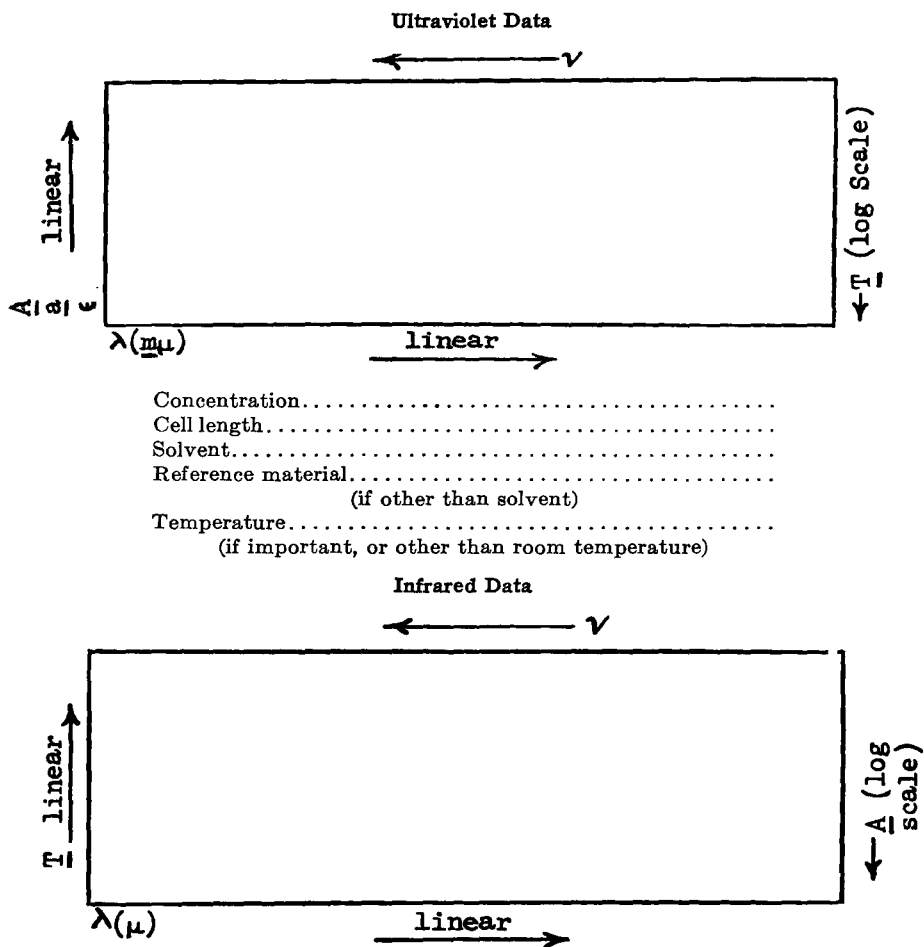 Ultraviolet Data
ν
linear
A a ϵ
T (log Scale)
λ(mμ)
linear
Concentration
Cell length
Solvent
Reference material
(if other than solvent)
Temperature
(if important, or other than room temperature)
Infrared Data
ν
T linear
A (log
scale)
λ(μ)
linear